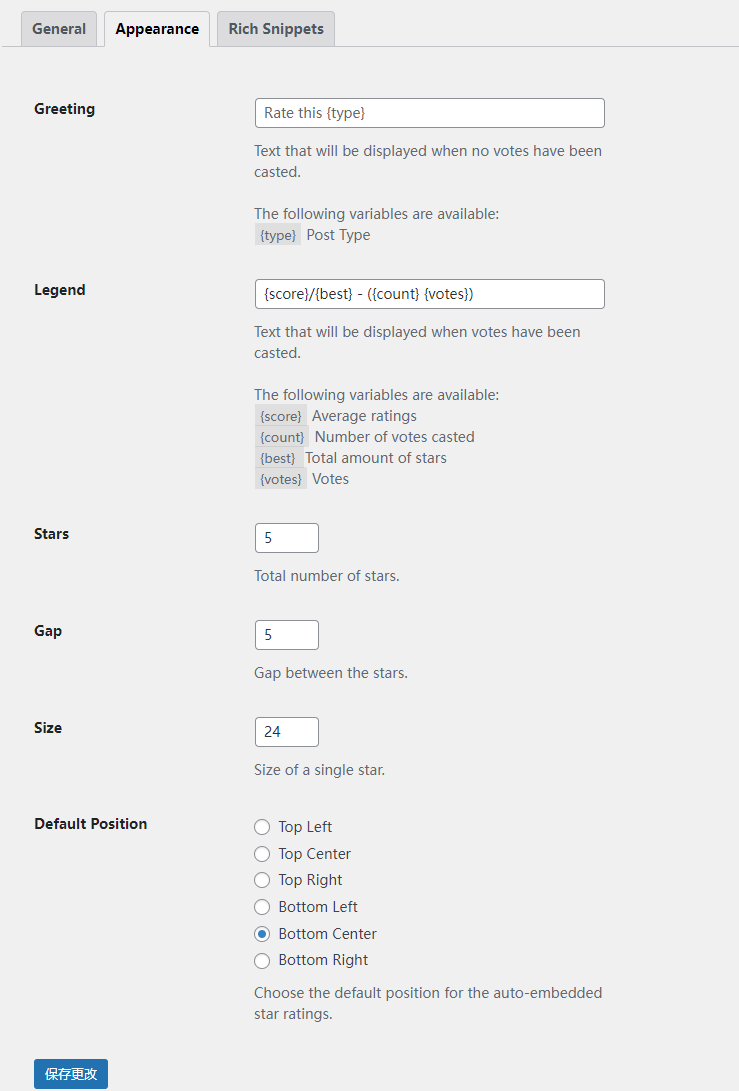 General Appearance Rich Snippets
Greeting
Rate this {type}
Text that will be displayed when no votes have been
casted.
The following variables are available:
{type} Post Type
Legend
{score}/{best} - ({count} {votes})
Text that will be displayed when votes have been
casted.
The following variables are available:
{score} Average ratings
{count} Number of votes casted
{best} Total amount of stars
{votes} Votes
Stars
5
Total number of stars.
Gap
5
Gap between the stars.
Size
24
Size of a single star.
Default Position
Top Left
Top Center
Top Right
Bottom Left
Bottom Center
Bottom Right
Choose the default position for the auto-embedded
star ratings.
保存更改